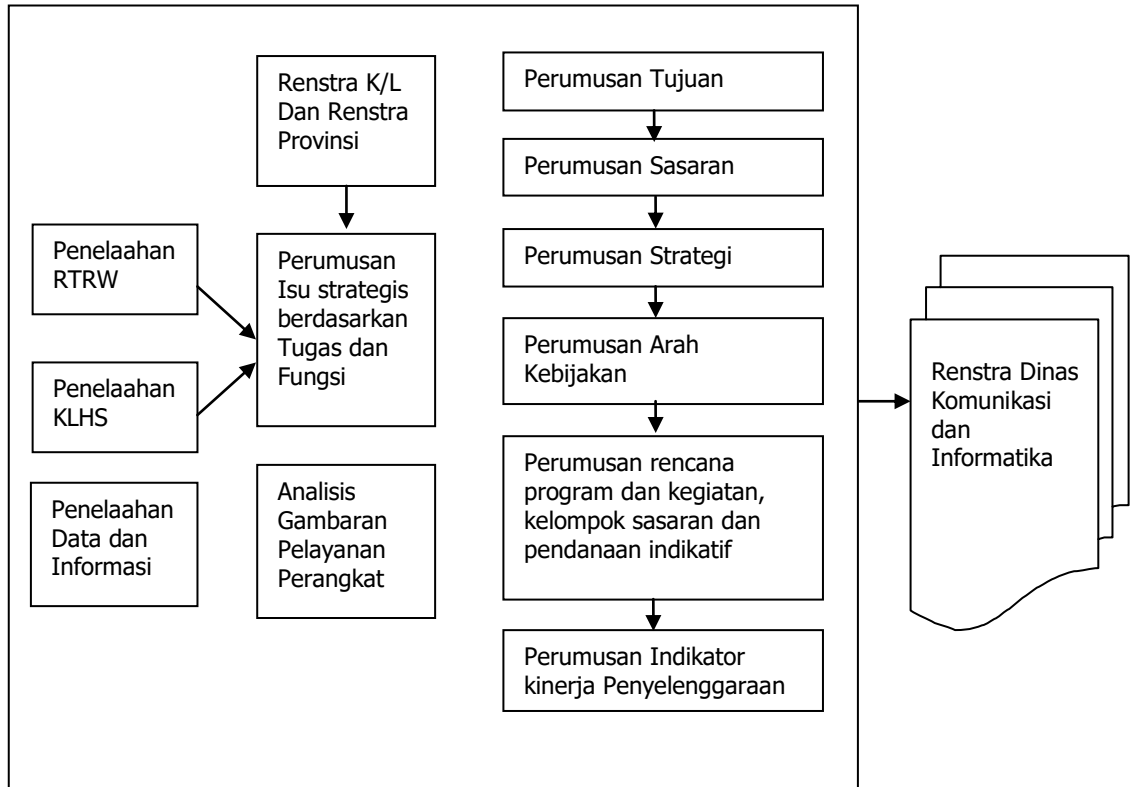 Renstra K/L
Dan Renstra
Provinsi
Penelaahan
RTRW
Perumusan
Isu strategis
berdasarkan
Tugas dan
Fungsi
Penelaahan
KLHS
Penelaahan
Data dan
Informasi
Analisis
Gambaran
Pelayanan
Perangkat
Perumusan Tujuan
Perumusan Sasaran
Perumusan Strategi
Perumusan Arah
Kebijakan
Perumusan rencana
program dan kegiatan,
kelompok sasaran dan
pendanaan indikatif
Perumusan Indikator
kinerja Penyelenggaraan
Renstra Dinas
Komunikasi
dan
Informatika